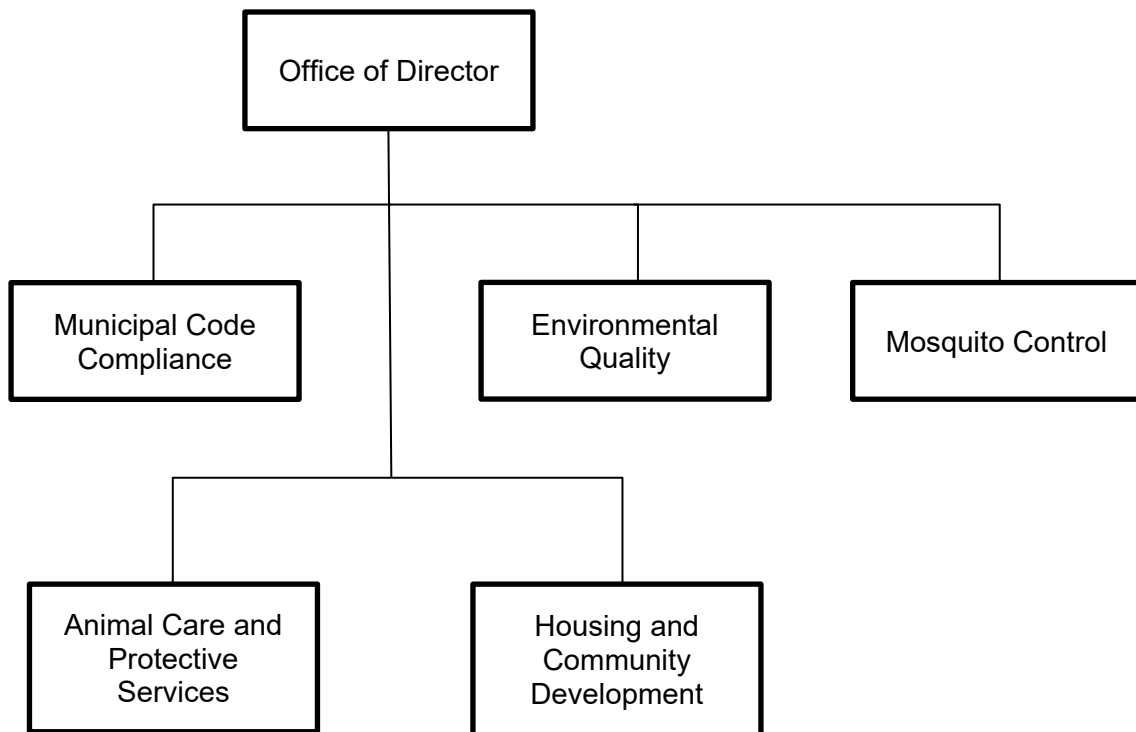 Office of Director
Municipal Code
Compliance
Environmental
Quality
Mosquito Control
Animal Care and
Protective
Services
Housing and
Community
Development